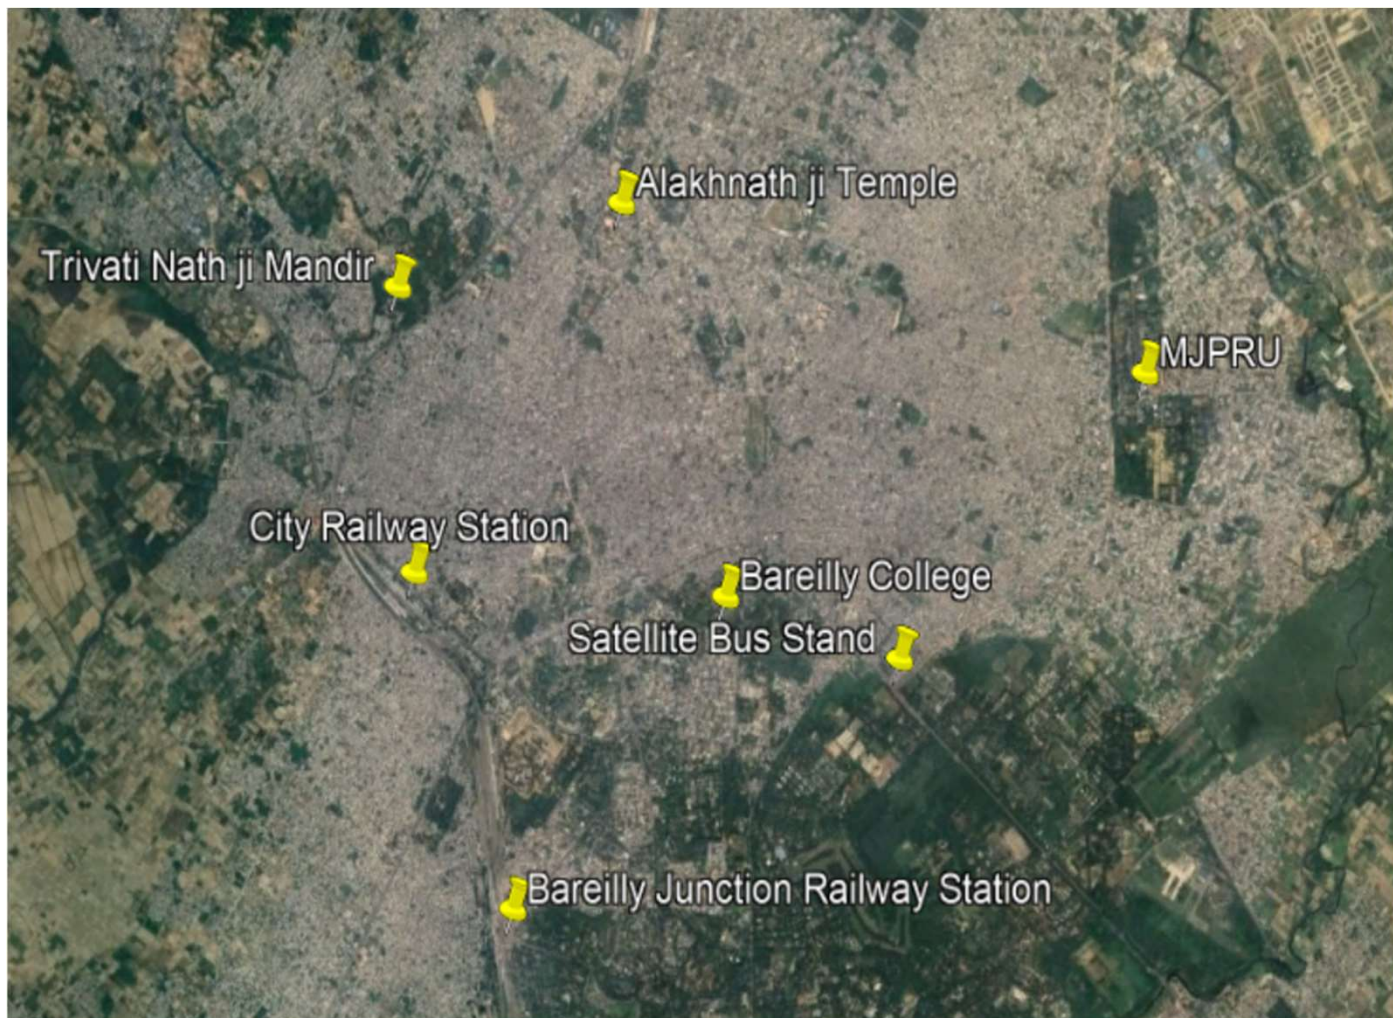 Alakhnath ji Temple
Trivati Nath ji Mandir
MJPRU
City Railway Station
Bareilly College
Satellite Bus Stand
Bareilly Junction Railway Station